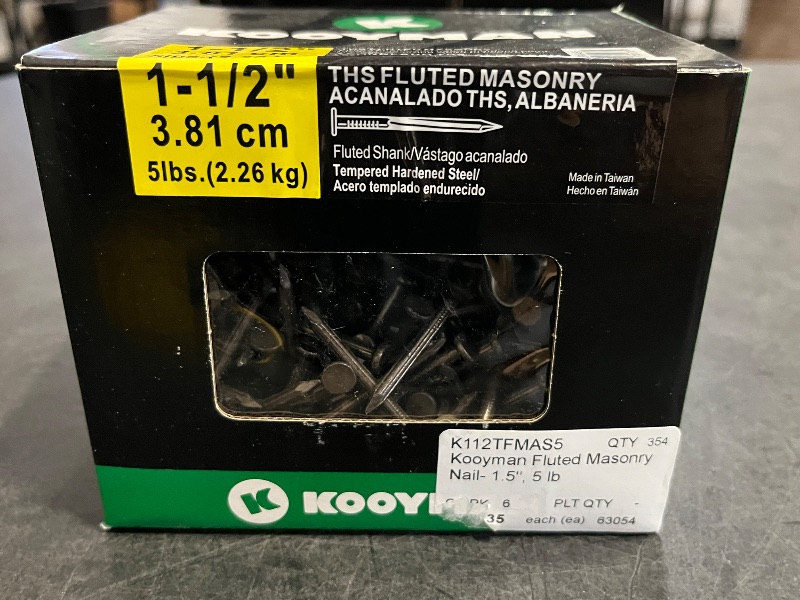 KOOYMAN
1-1/2"
3.81 cm
5lbs.(2.26 kg)
THS FLUTED MASONRY
ACANALADO THS, ALBANERIA
Fluted Shank/Vástago acanalado
Tempered Hardened Steel/
Acero templado endurecido
Made in Taiwan
Hecho en Taiwán
K112TFMAS5 QTY 354
Kooyman Fluted Masonry
Nail- 1.5", 5 lb
6 PLT QTY -
35 each (ea) 63054
K KOOY